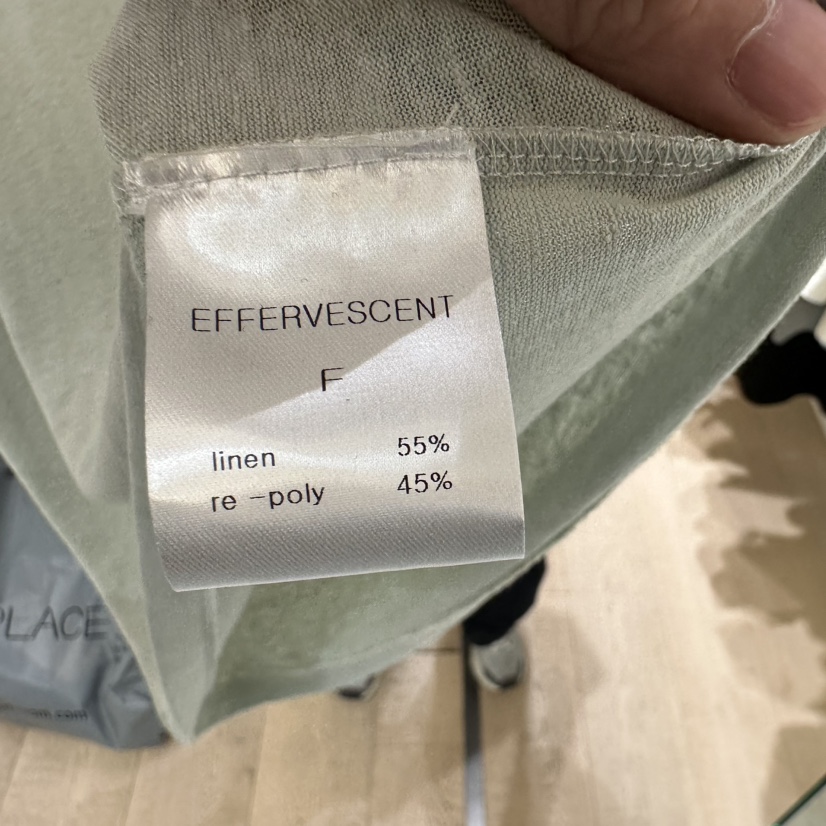 EFFERVESCENT
F
linen 55%
re -poly 45%
PLACE